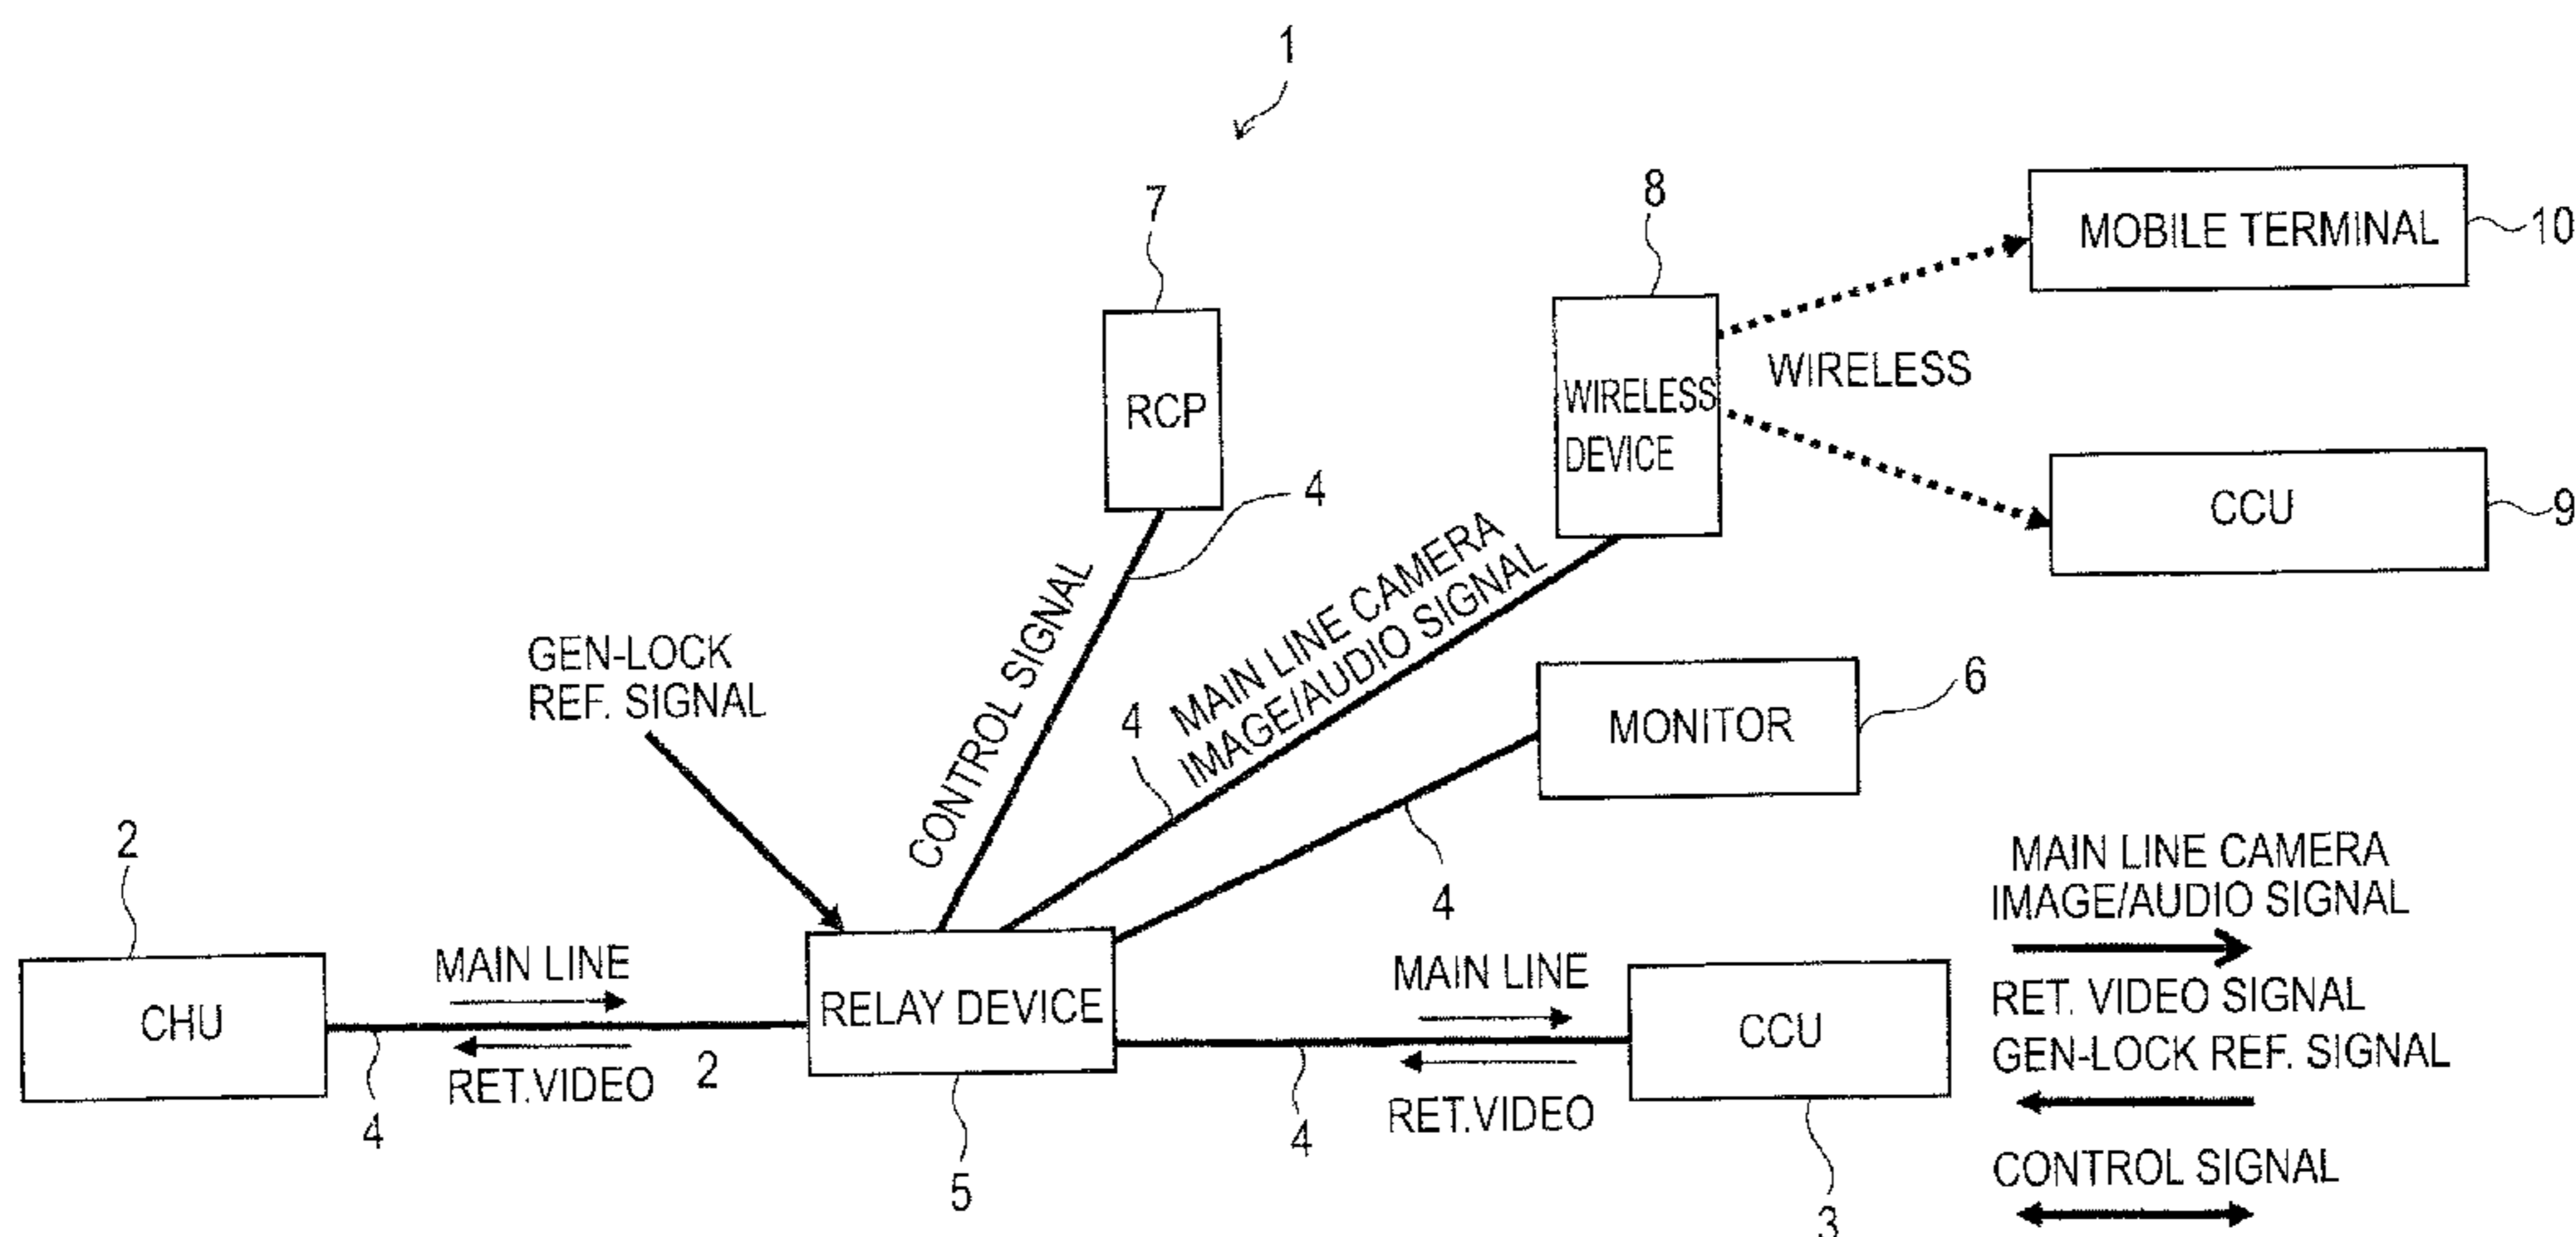 1
7
8
MOBILE TERMINAL
10
RCP
WIRELESS
DEVICE
WIRELESS
CCU
9
4
CONTROL SIGNAL
MAIN LINE CAMERA
IMAGE/AUDIO SIGNAL
4
GEN-LOCK
REF. SIGNAL
MONITOR
6
4
2
CHU
4
MAIN LINE
RET.VIDEO
2
RELAY DEVICE
5
MAIN LINE
4
RET.VIDEO
CCU
3
MAIN LINE CAMERA
IMAGE/AUDIO SIGNAL
RET. VIDEO SIGNAL
GEN-LOCK REF. SIGNAL
CONTROL SIGNAL